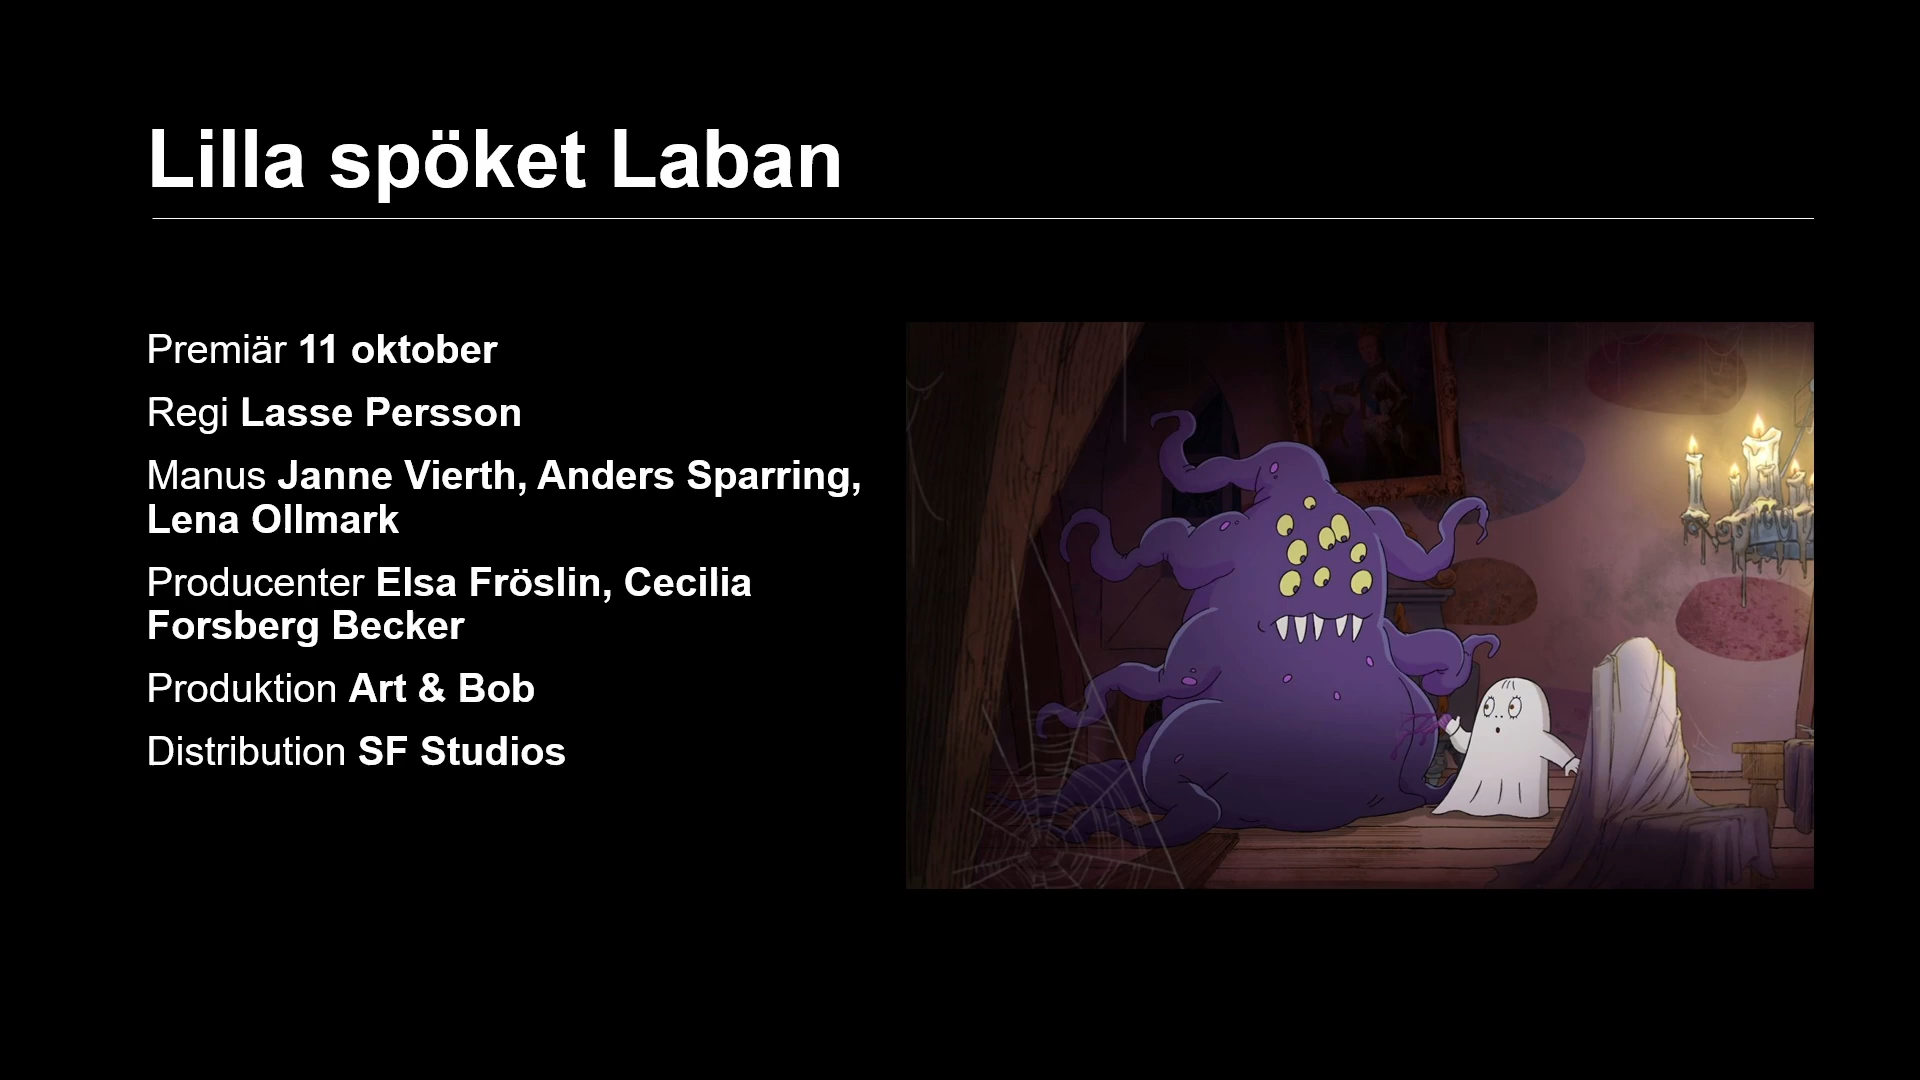 Lilla spöket Laban
Premiär 11 oktober
Regi Lasse Persson
Manus Janne Vierth, Anders Sparring,
Lena Ollmark
Producenter Elsa Fröslin, Cecilia
Forsberg Becker
Produktion Art & Bob
Distribution SF Studios